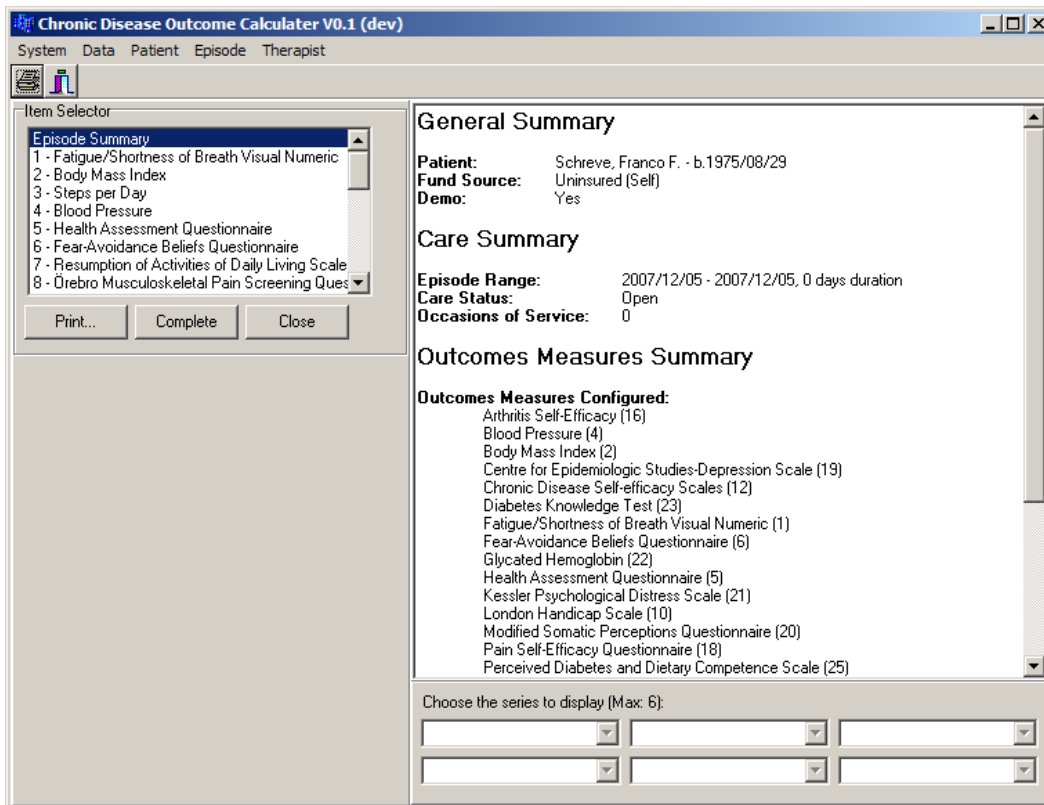 Chronic Disease Outcome Calculater V0.1 (dev)
System Data Patient Episode Therapist
Item Selector
Episode Summary
1 - Fatigue/Shortness of Breath Visual Numeric
2 - Body Mass Index
3 - Steps per Day
4 - Blood Pressure
5 - Health Assessment Questionnaire
6 - Fear-Avoidance Beliefs Questionnaire
7 - Resumption of Activities of Daily Living Scale
8 - Örebro Musculoskeletal Pain Screening Ques
Print... Complete Close
General Summary
Patient: Schreve, Franco F. - b.1975/08/29
Fund Source: Uninsured (Self)
Demo: Yes
Care Summary
Episode Range: 2007/12/05 - 2007/12/05, 0 days duration
Care Status: Open
Occasions of Service: 0
Outcomes Measures Summary
Outcomes Measures Configured:
Arthritis Self-Efficacy (16)
Blood Pressure (4)
Body Mass Index (2)
Centre for Epidemiologic Studies-Depression Scale (19)
Chronic Disease Self-efficacy Scales (12)
Diabetes Knowledge Test (23)
Fatigue/Shortness of Breath Visual Numeric (1)
Fear-Avoidance Beliefs Questionnaire (6)
Glycated Hemoglobin (22)
Health Assessment Questionnaire (5)
Kessler Psychological Distress Scale (21)
London Handicap Scale (10)
Modified Somatic Perceptions Questionnaire (20)
Pain Self-Efficacy Questionnaire (18)
Perceived Diabetes and Dietary Competence Scale (25)
Choose the series to display (Max: 6):